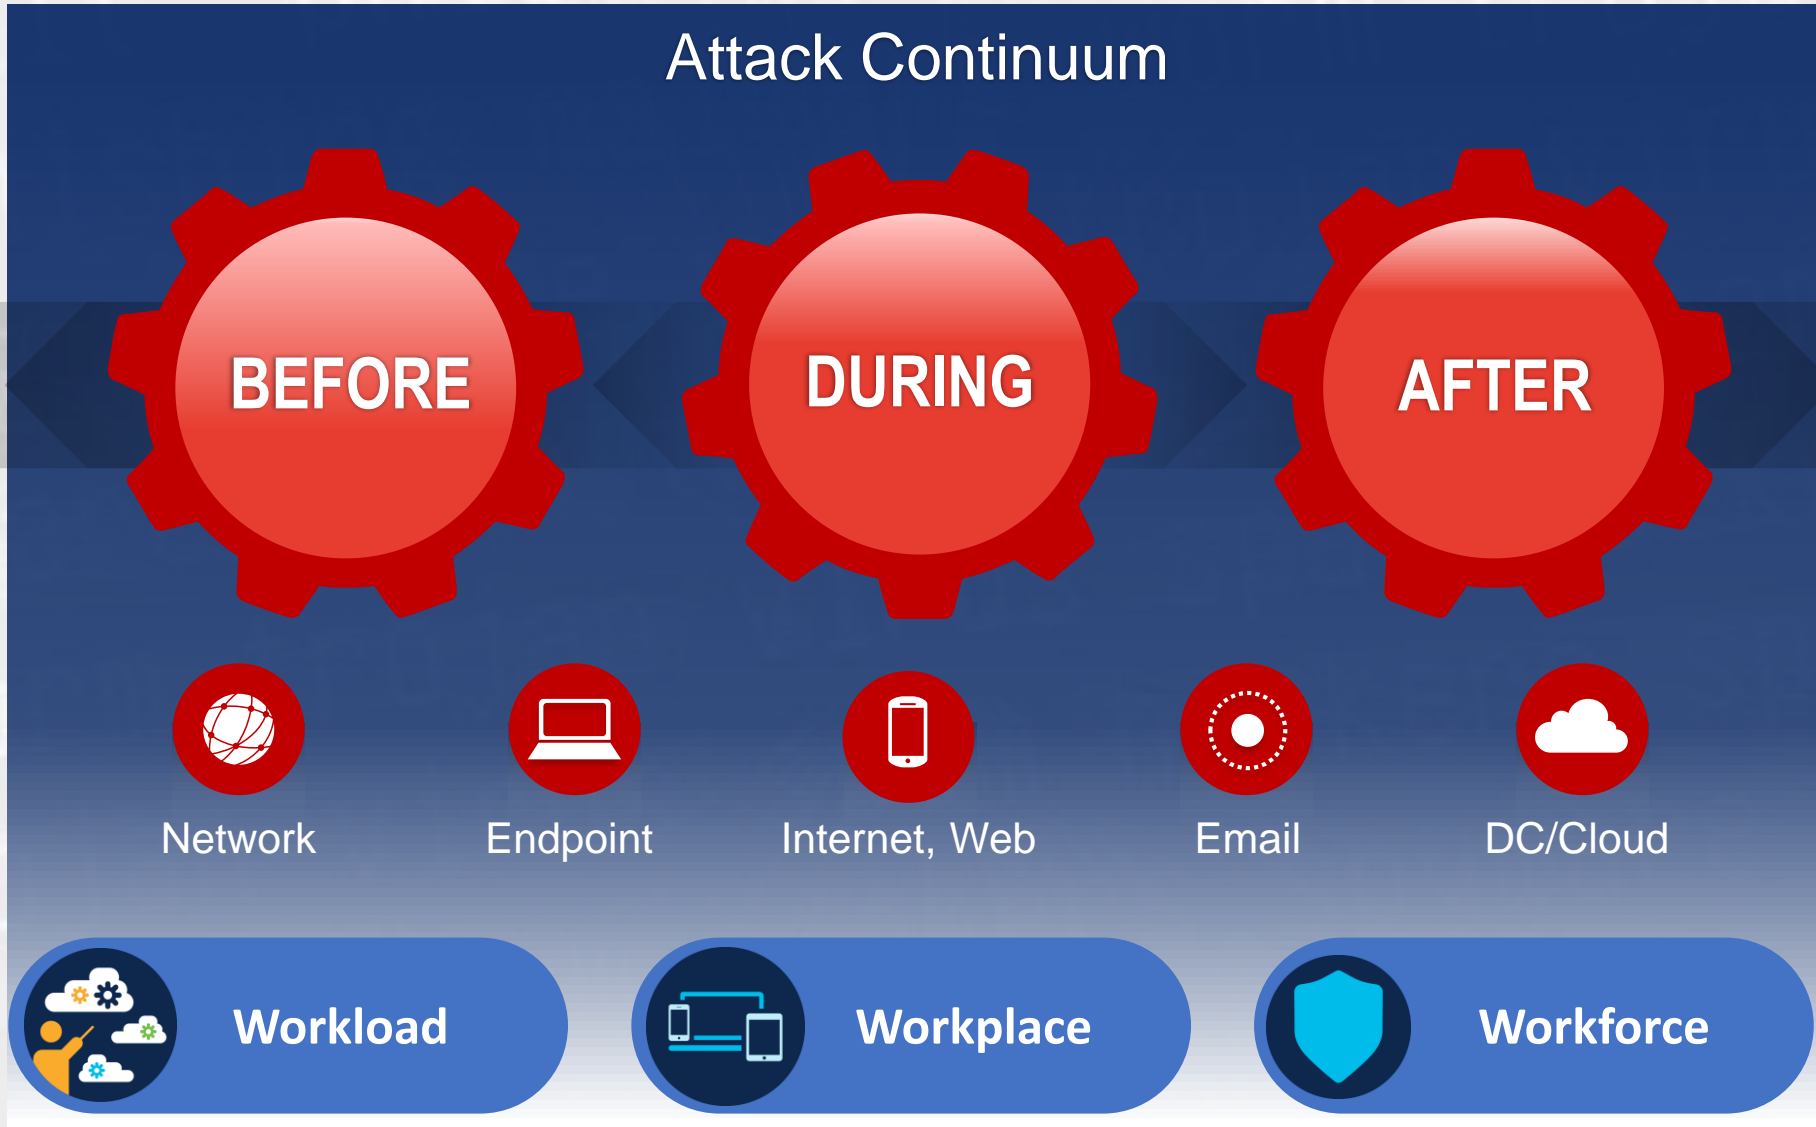 Attack Continuum
BEFORE
DURING
AFTER
Network
Endpoint
Internet, Web
Email
DC/Cloud
Workload
Workplace
Workforce